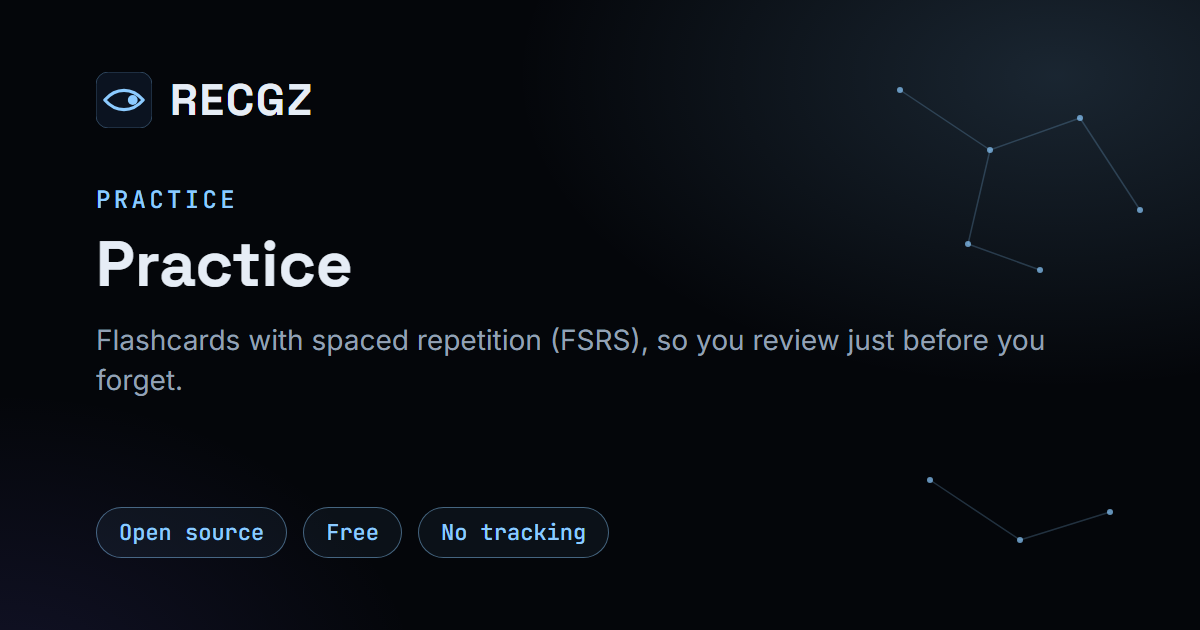 RECGZ
PRACTICE
Practice
Flashcards with spaced repetition (FSRS), so you review just before you
forget.
Open source
Free
No tracking